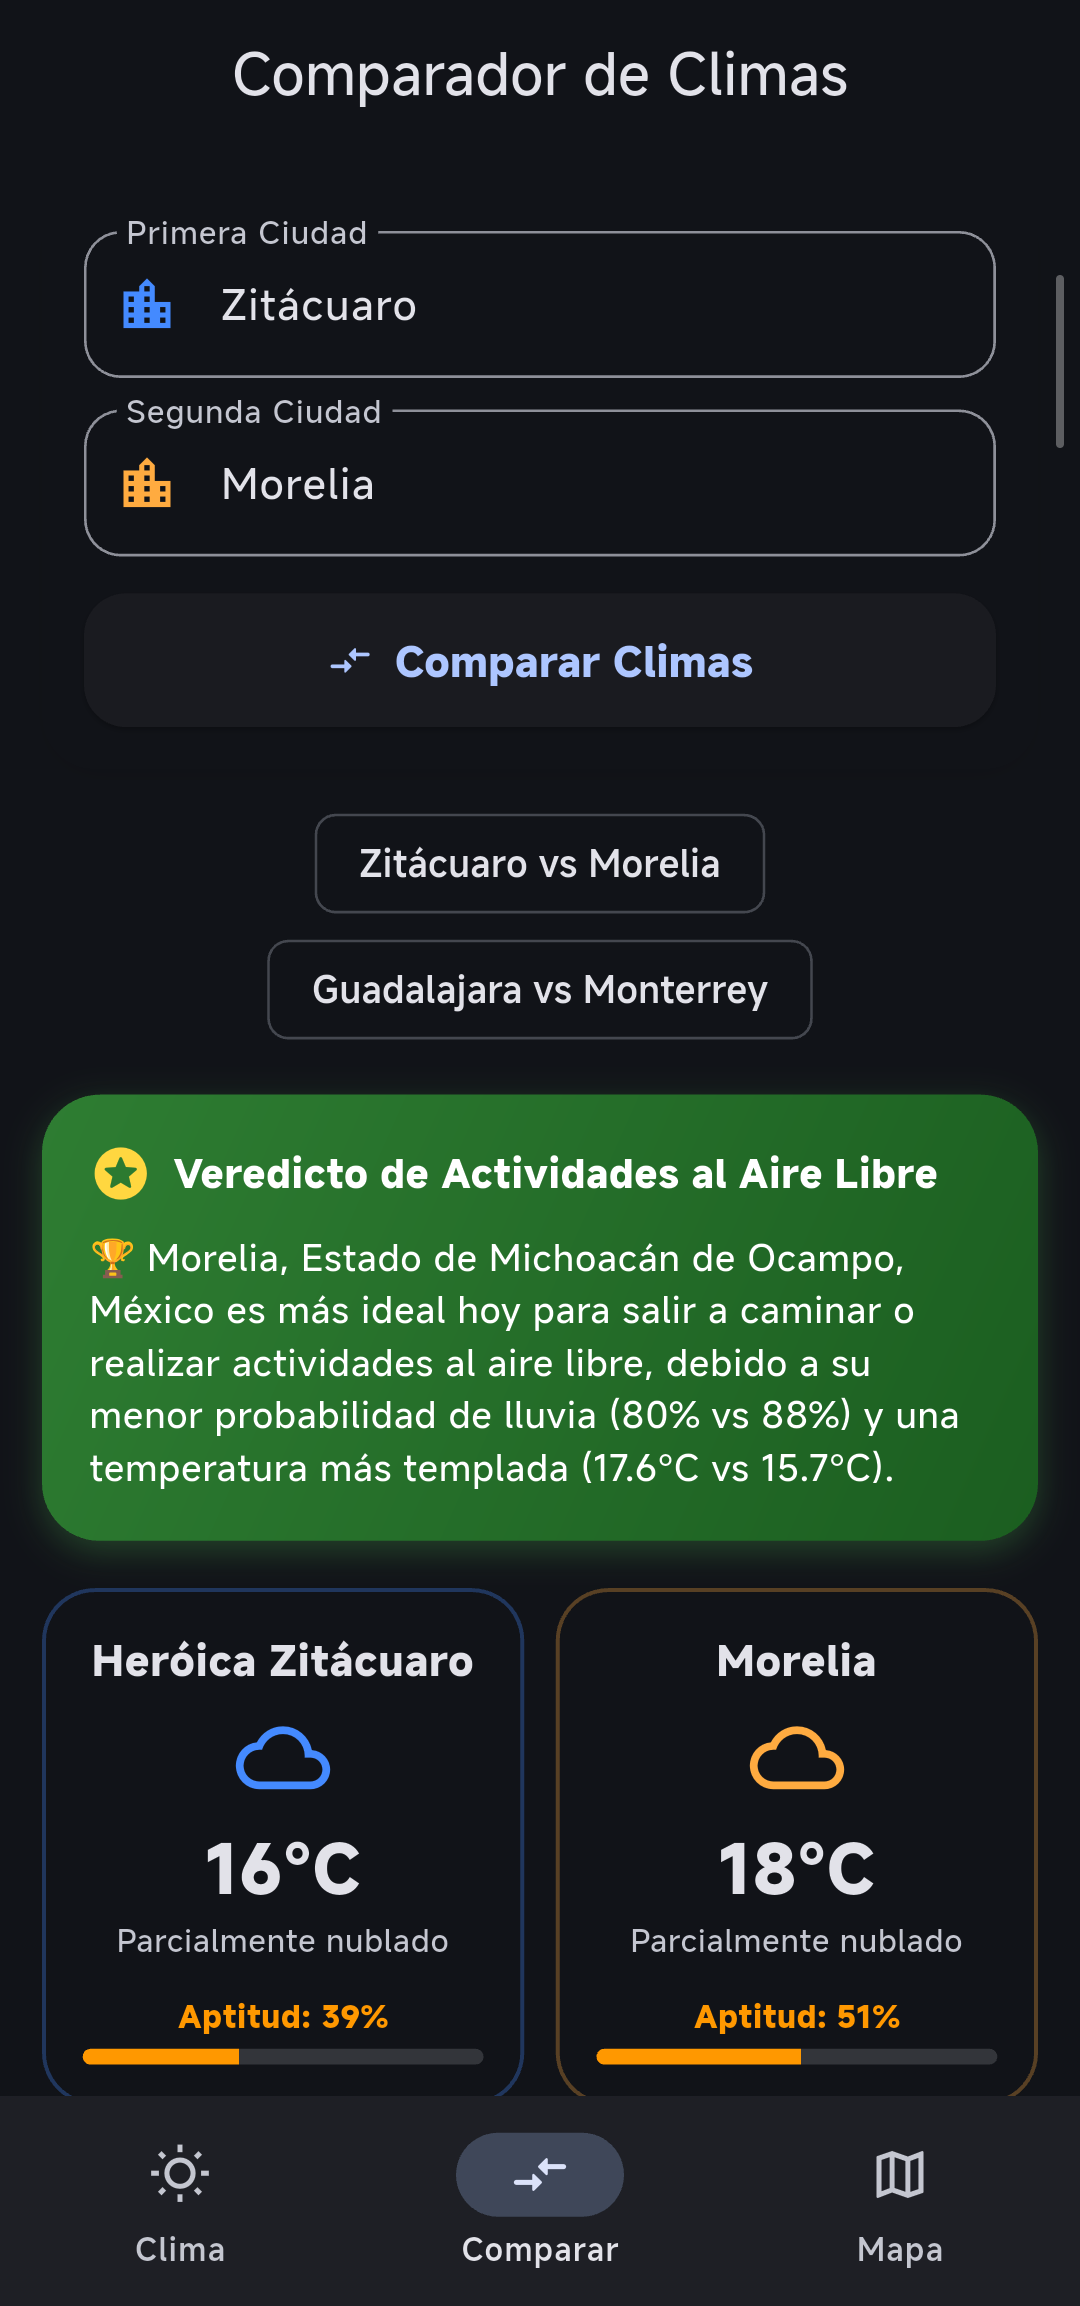 Comparador de Climas
Primera Ciudad
Zitácuaro
Segunda Ciudad
Morelia
Comparar Climas
Zitácuaro vs Morelia
Guadalajara vs Monterrey
Veredicto de Actividades al Aire Libre
🏆 Morelia, Estado de Michoacán de Ocampo,
México es más ideal hoy para salir a caminar o
realizar actividades al aire libre, debido a su
menor probabilidad de lluvia (80% vs 88%) y una
temperatura más templada (17.6°C vs 15.7°C).
Heróica Zitácuaro
16°C
Parcialmente nublado
Aptitud: 39%
Morelia
18°C
Parcialmente nublado
Aptitud: 51%
Clima
Comparar
Mapa